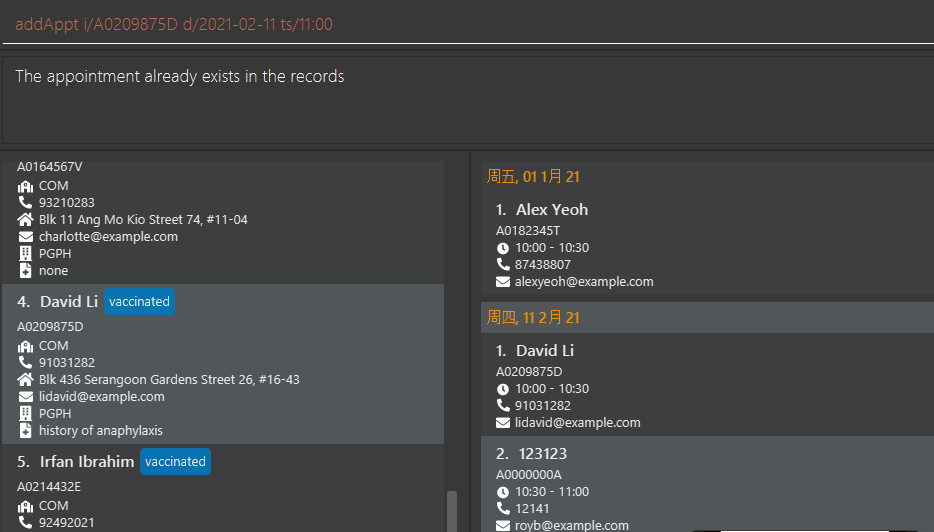 addAppt i/A0209875D d/2021-02-11 ts/11:00
The appointment already exists in the records
A0164567V
COM
93210283
Blk 11 Ang Mo Kio Street 74, #11-04
charlotte@example.com
PGPH
none
4. David Li vaccinated
A0209875D
COM
91031282
Blk 436 Serangoon Gardens Street 26, #16-43
lidavid@example.com
PGPH
history of anaphylaxis
5. Irfan Ibrahim vaccinated
A0214432E
COM
92492021
周五, 01 1月 21
1. Alex Yeoh
A0182345T
10:00 - 10:30
87438807
alexyeoh@example.com
周四, 11 2月 21
1. David Li
A0209875D
10:00 - 10:30
91031282
lidavid@example.com
2. 123123
A0000000A
10:30 - 11:00
12141
royb@example.com